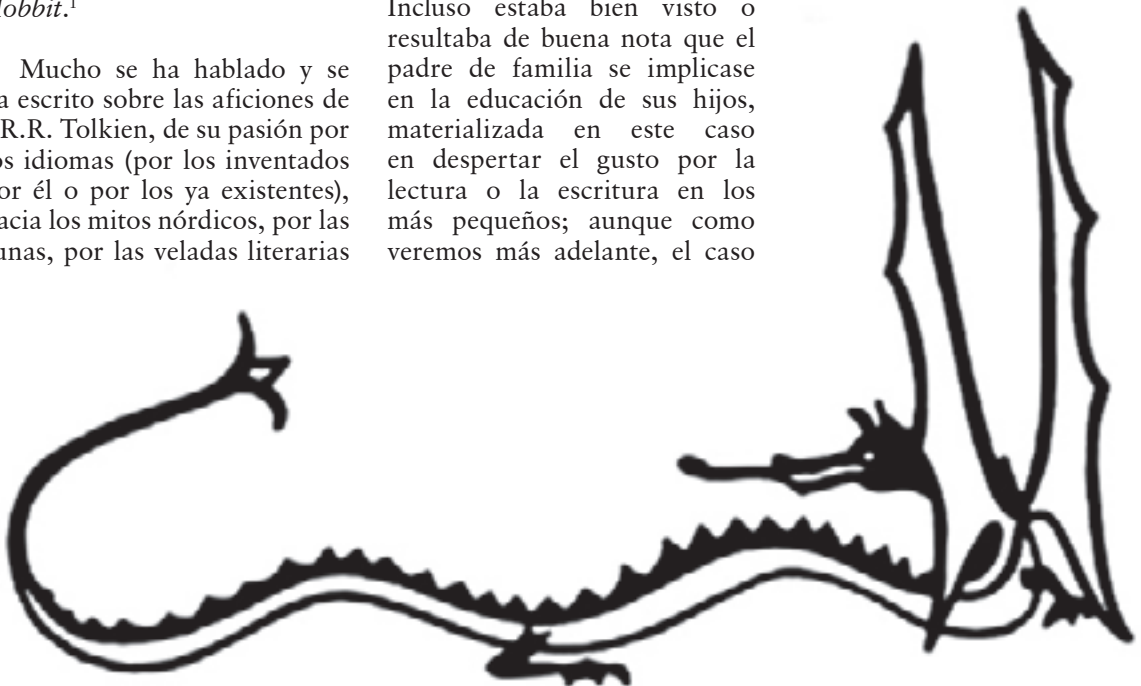 obbit.¹
Mucho se ha hablado y se
a escrito sobre las aficiones de
R.R. Tolkien, de su pasión por
os idiomas (por los inventados
or él o por los ya existentes),
acia los mitos nórdicos, por las
unas, por las veladas literarias
Incluso estaba bien visto o
resultaba de buena nota que el
padre de familia se implicase
en la educación de sus hijos,
materializada en este caso
en despertar el gusto por la
lectura o la escritura en los
más pequeños; aunque como
veremos más adelante, el caso